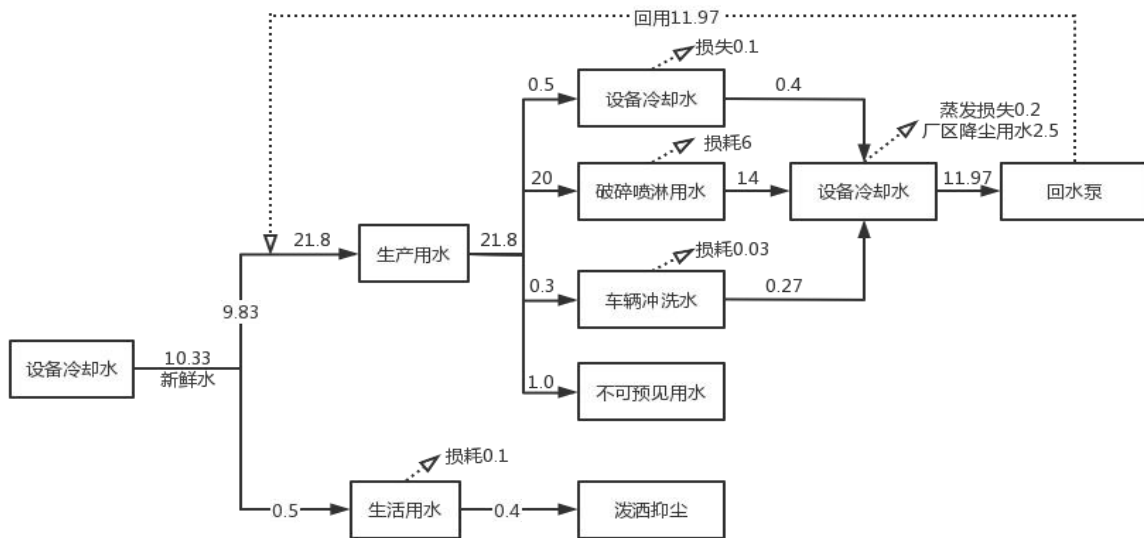 回用11.97
损失0.1
0.5
设备冷却水
0.4
蒸发损失0.2
厂区降尘用水2.5
损耗6
20
破碎喷淋用水
14
设备冷却水
11.97
回水泵
21.8
生产用水
21.8
损耗0.03
0.3
车辆冲洗水
0.27
9.83
设备冷却水
10.33
新鲜水
1.0
不可预见用水
损耗0.1
0.5
生活用水
0.4
泼洒抑尘